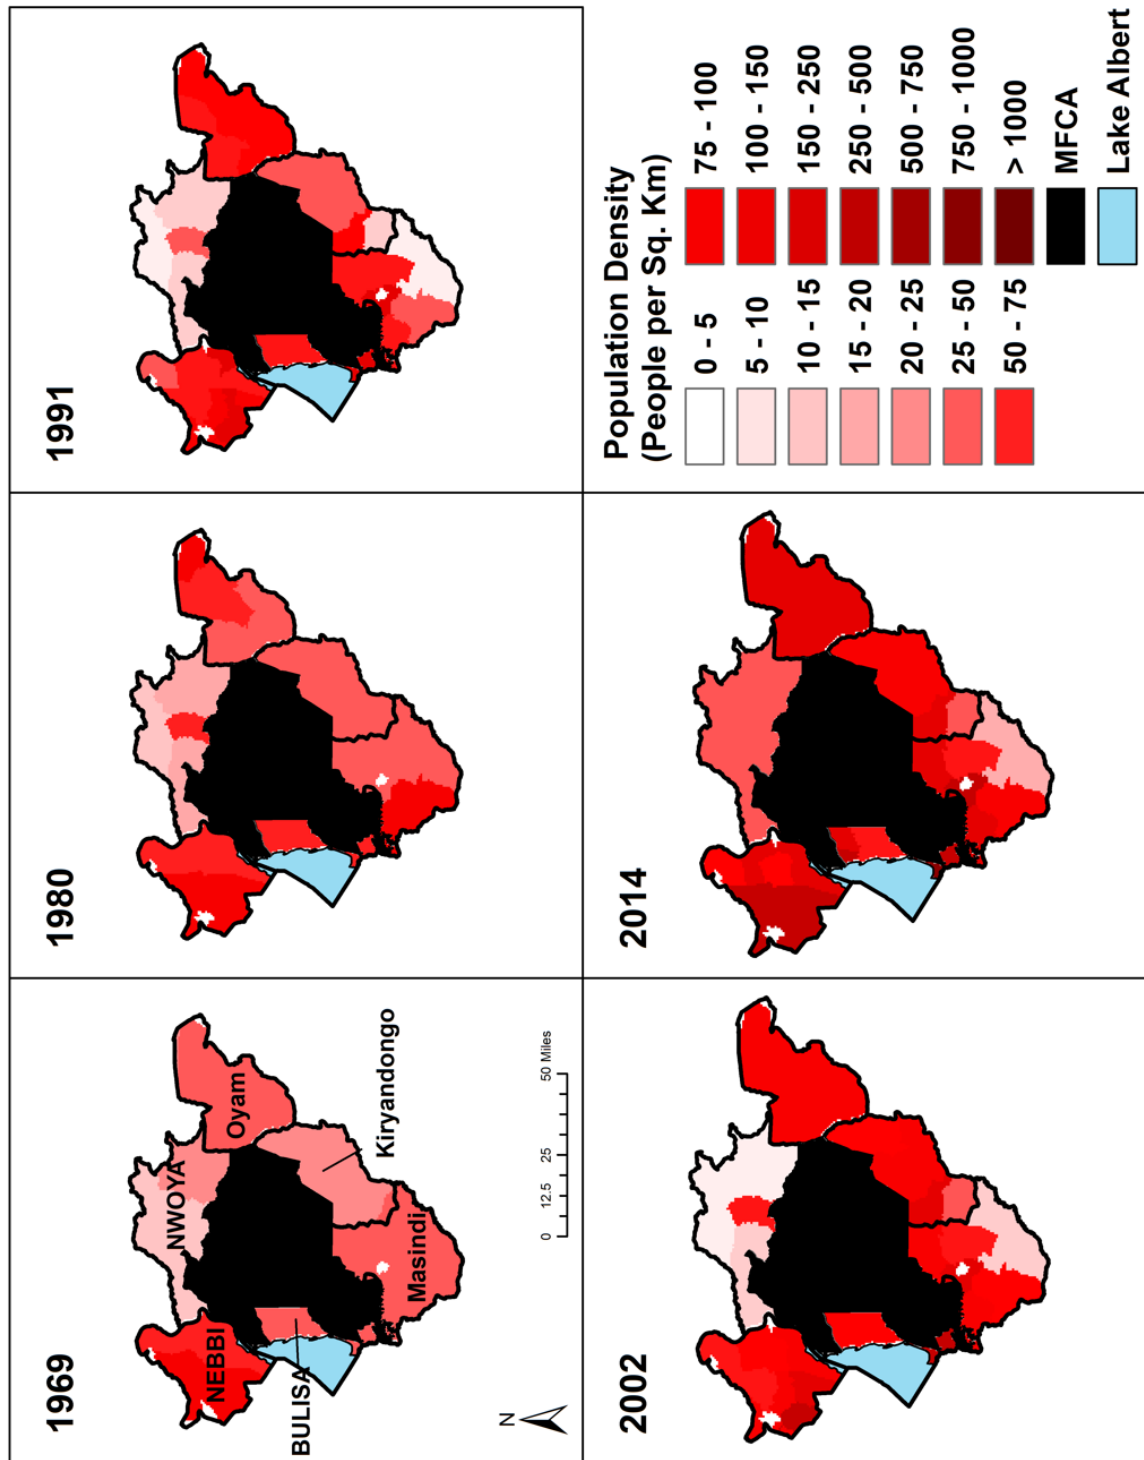 1969
NEBBI
NWOYA
Oyam
BULISA
Masindi
Kiryandongo
N
0 12.5 25 50 Miles
1980
1991
2002
2014
Population Density
(People per Sq. Km)
0 - 5
5 - 10
10 - 15
15 - 20
20 - 25
25 - 50
50 - 75
75 - 100
100 - 150
150 - 250
250 - 500
500 - 750
750 - 1000
> 1000
MFCA
Lake Albert